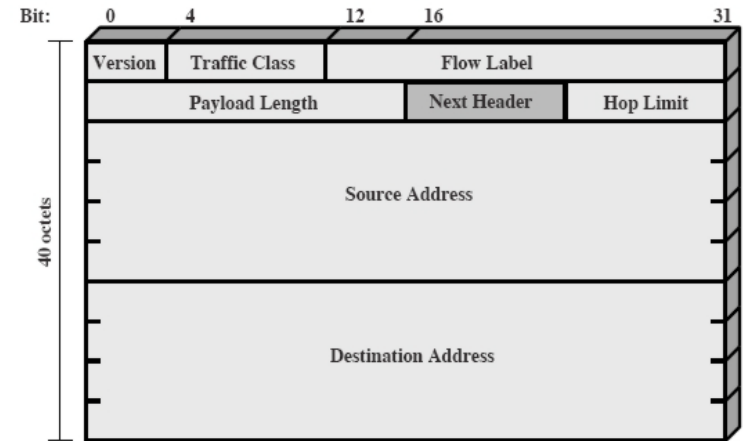 Bit: 0 4 12 16 31
Version Traffic Class Flow Label
Payload Length Next Header Hop Limit
Source Address
40 octets
Destination Address